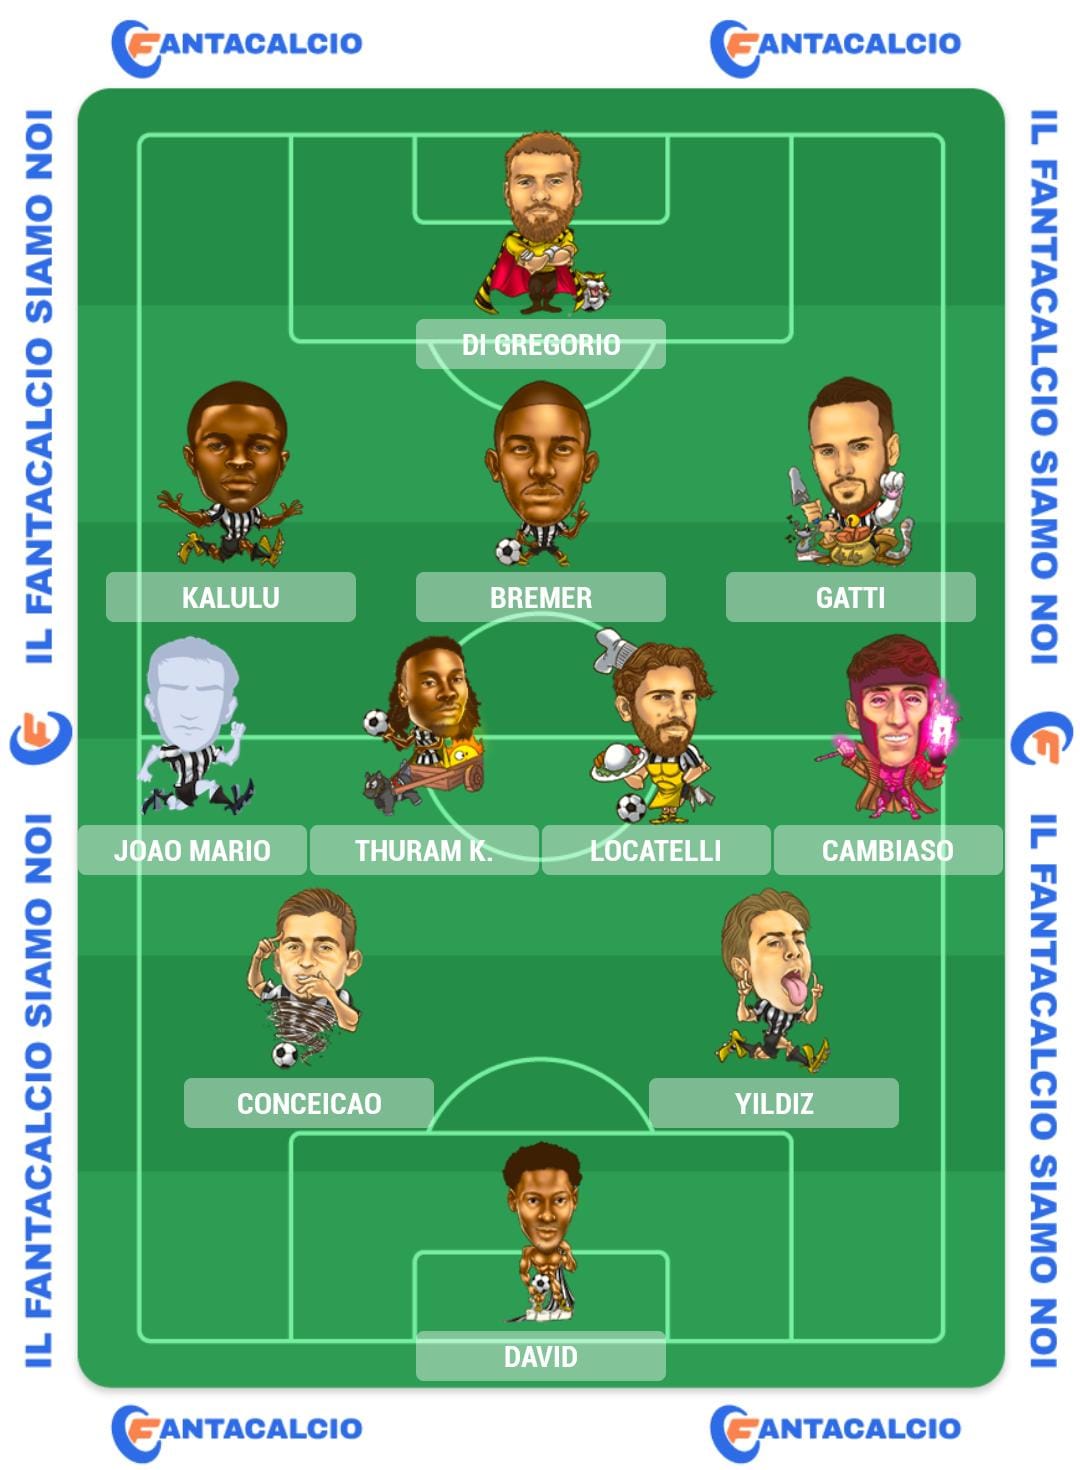 FANTACALCIO
FANTACALCIO
IL FANTACALCIO SIAMO NOI
IL FANTACALCIO SIAMO NOI
DI GREGORIO
KALULU
BREMER
GATTI
JOAO MARIO
THURAM K.
LOCATELLI
CAMBIASO
IL FANTACALCIO SIAMO NOI
IL FANTACALCIO SIAMO NOI
CONCEICAO
YILDIZ
DAVID
FANTACALCIO
FANTACALCIO